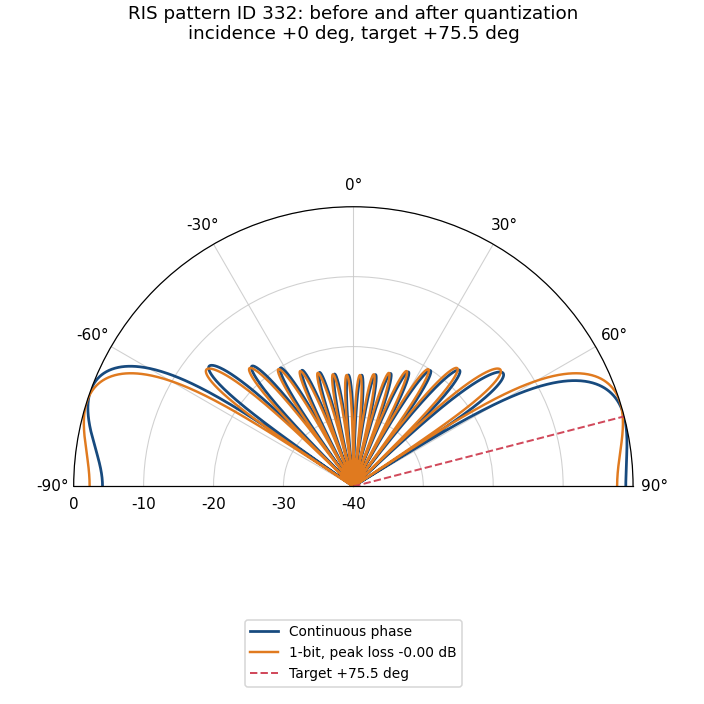 RIS pattern ID 332: before and after quantization
incidence +0 deg, target +75.5 deg
0°
-30°
30°
-60°
60°
-90°
90°
0
-10
-20
-30
-40
Continuous phase
1-bit, peak loss -0.00 dB
Target +75.5 deg